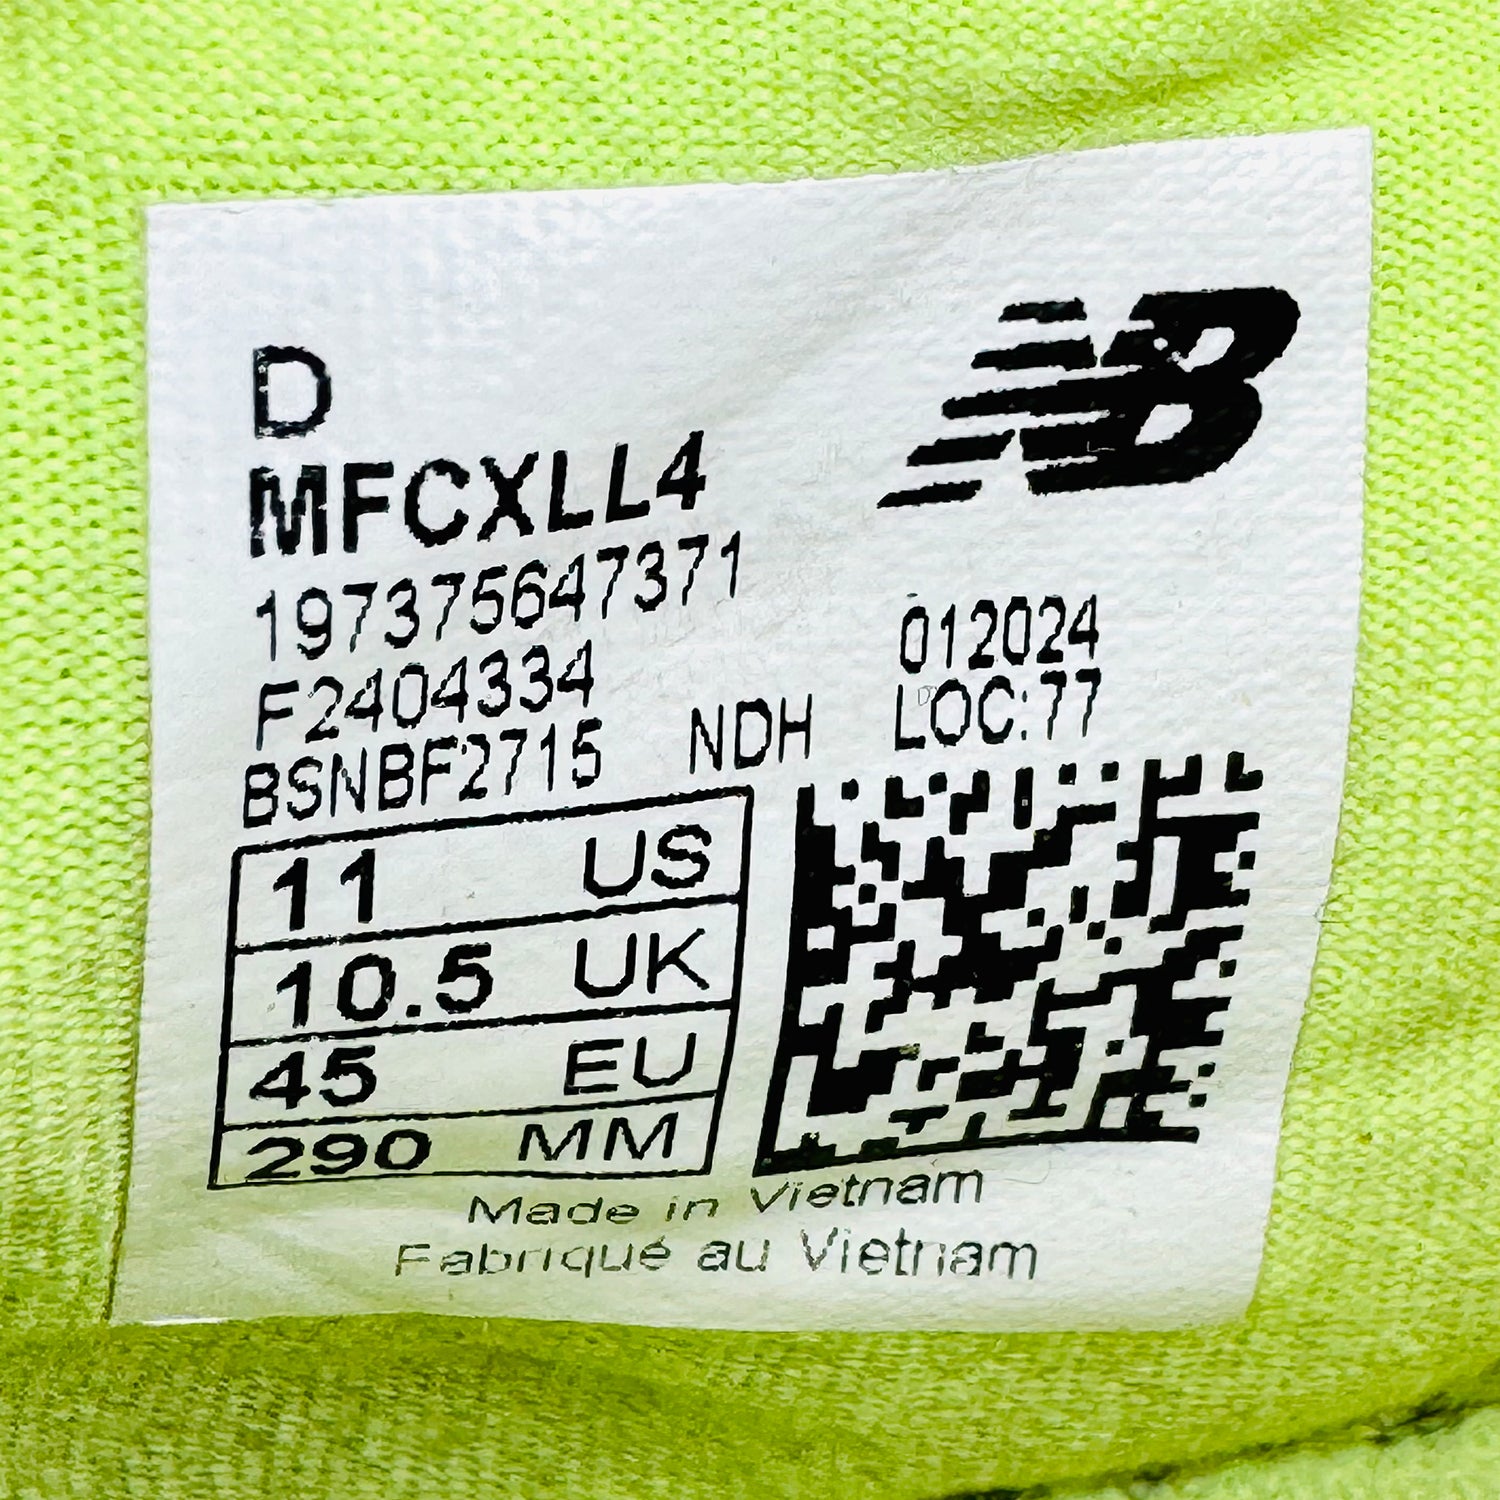 NB
D
MFCXLL4
197375647371
F2404334
012024
BSNBF2715 NDH LOC:77
11 US
10.5 UK
45 EU
290 MM
Made in Vietnam
Fabriqué au Vietnam